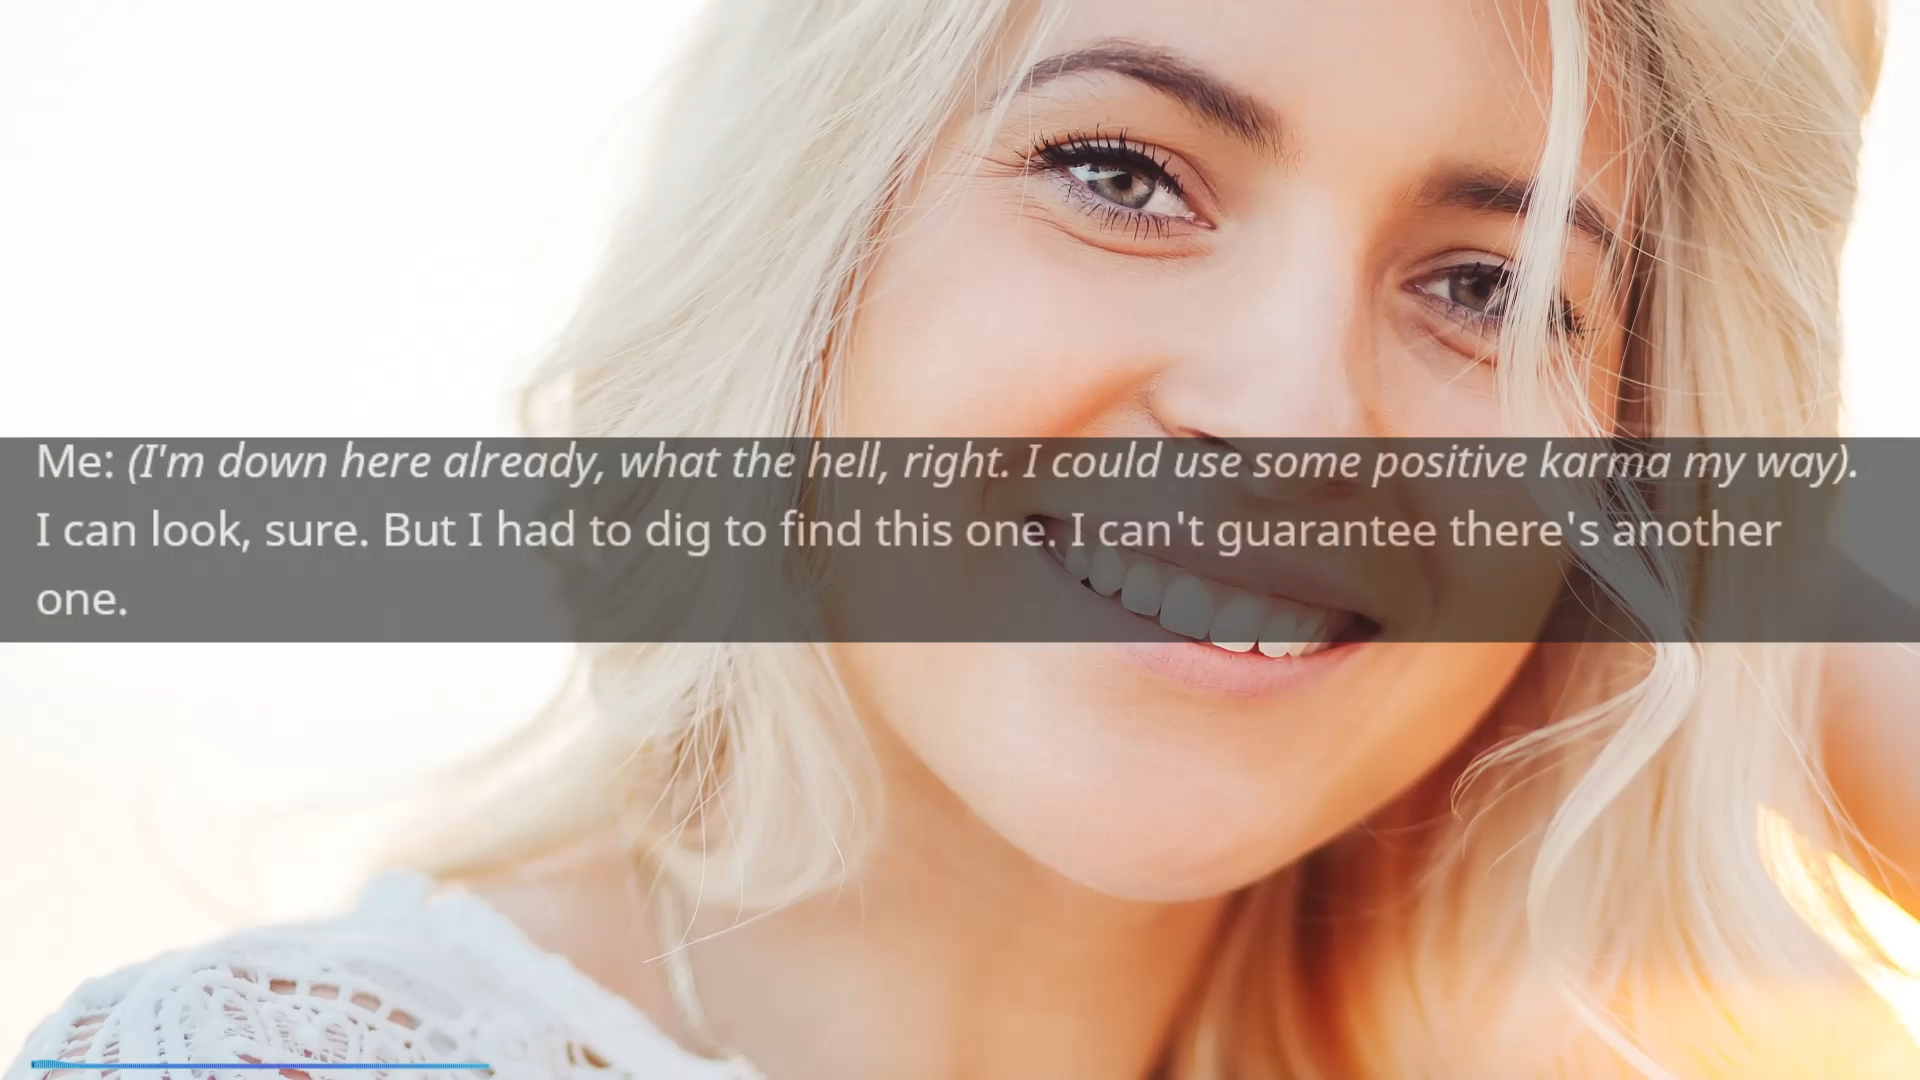 Me: (I'm down here already, what the hell, right. I could use some positive karma my way).
I can look, sure. But I had to dig to find this one. I can't guarantee there's another
one.